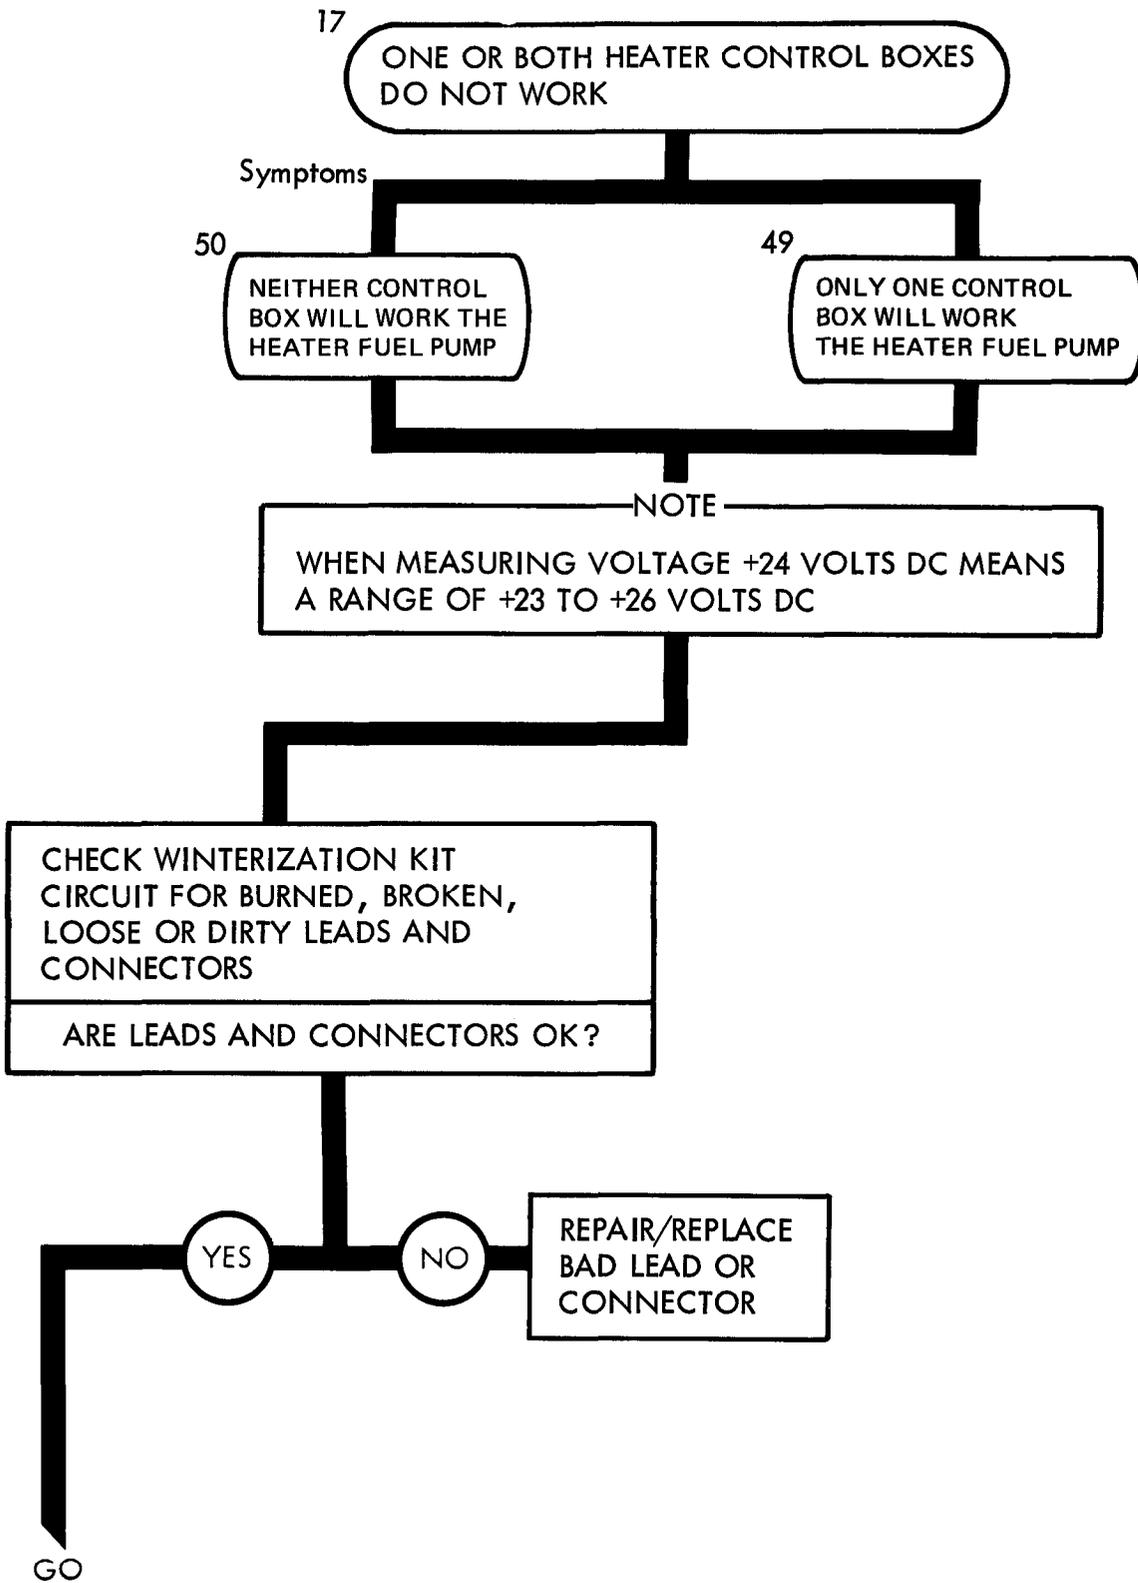 17
ONE OR BOTH HEATER CONTROL BOXES
DO NOT WORK
Symptoms
50
NEITHER CONTROL
BOX WILL WORK THE
HEATER FUEL PUMP
49
ONLY ONE CONTROL
BOX WILL WORK
THE HEATER FUEL PUMP
NOTE
WHEN MEASURING VOLTAGE +24 VOLTS DC MEANS
A RANGE OF +23 TO +26 VOLTS DC
CHECK WINTERIZATION KIT
CIRCUIT FOR BURNED, BROKEN,
LOOSE OR DIRTY LEADS AND
CONNECTORS
ARE LEADS AND CONNECTORS OK?
YES
NO
REPAIR/REPLACE
BAD LEAD OR
CONNECTOR
GO